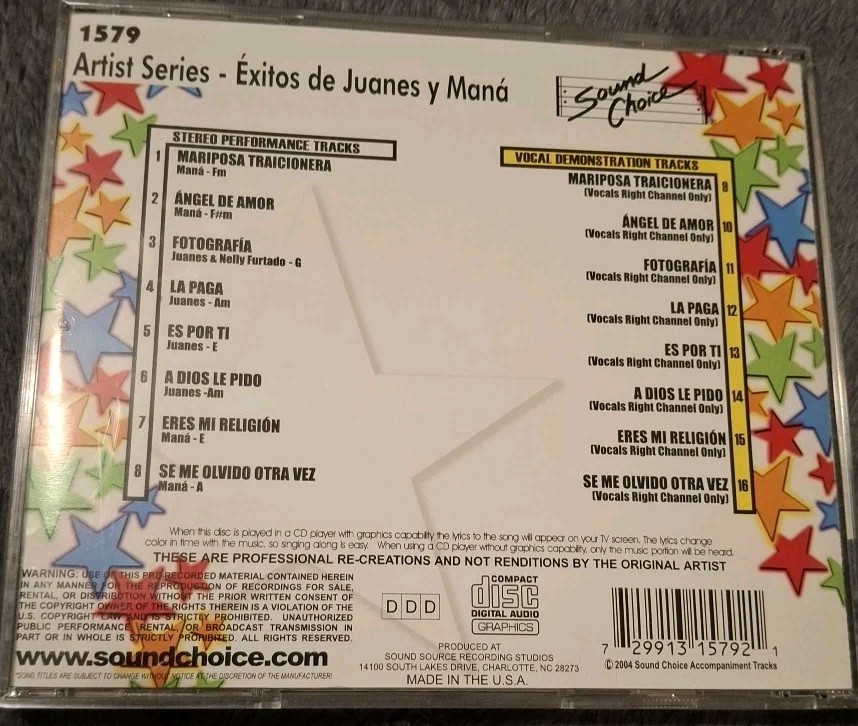 1579
Artist Series - Éxitos de Juanes y Maná
Sound Choice
STEREO PERFORMANCE TRACKS
1 MARIPOSA TRAICIONERA
Maná - Fm
2 ÁNGEL DE AMOR
Maná - F#m
3 FOTOGRAFÍA
Juanes & Nelly Furtado - G
4 LA PAGA
Juanes - Am
5 ES POR TI
Juanes - E
6 A DIOS LE PIDO
Juanes -Am
7 ERES MI RELIGIÓN
Maná - E
8 SE ME OLVIDO OTRA VEZ
Maná - A
VOCAL DEMONSTRATION TRACKS
MARIPOSA TRAICIONERA 8
(Vocals Right Channel Only)
ÁNGEL DE AMOR 10
(Vocals Right Channel Only)
FOTOGRAFÍA 11
(Vocals Right Channel Only)
LA PAGA 12
(Vocals Right Channel Only)
ES POR TI 13
(Vocals Right Channel Only)
A DIOS LE PIDO 14
(Vocals Right Channel Only)
ERES MI RELIGIÓN 15
(Vocals Right Channel Only)
SE ME OLVIDO OTRA VEZ 16
(Vocals Right Channel Only)
When this disc is played in a CD player with graphics capability the lyrics to the song will appear on your TV screen. The lyrics change
color in time with the music, so singing along is easy. When using a CD player without graphics capability, only the music portion will be heard.
THESE ARE PROFESSIONAL RE-CREATIONS AND NOT RENDITIONS BY THE ORIGINAL ARTIST
WARNING: USE OF THIS PRE-RECORDED MATERIAL CONTAINED HEREIN
IN ANY MANNER AND THE REPRODUCTION OF RECORDINGS FOR SALE,
RENTAL, OR DISTRIBUTION WITHOUT THE PRIOR WRITTEN CONSENT OF
THE COPYRIGHT OWNER OF THE RIGHTS THEREIN IS A VIOLATION OF THE
U.S. COPYRIGHT LAW AND IS STRICTLY PROHIBITED. UNAUTHORIZED
PUBLIC PERFORMANCE, RENTAL, OR BROADCAST TRANSMISSION IN
PART OR IN WHOLE IS STRICTLY PROHIBITED. ALL RIGHTS RESERVED.
www.soundchoice.com
*SONG TITLES ARE SUBJECT TO CHANGE WITHOUT NOTICE AT THE DISCRETION OF THE MANUFACTURER!
DDD
COMPACT
disc
DIGITAL AUDIO
GRAPHICS
PRODUCED AT
SOUND SOURCE RECORDING STUDIOS
14100 SOUTH LAKES DRIVE, CHARLOTTE, NC 28273
MADE IN THE U.S.A.
7 29913 15792 1
© 2004 Sound Choice Accompaniment Tracks